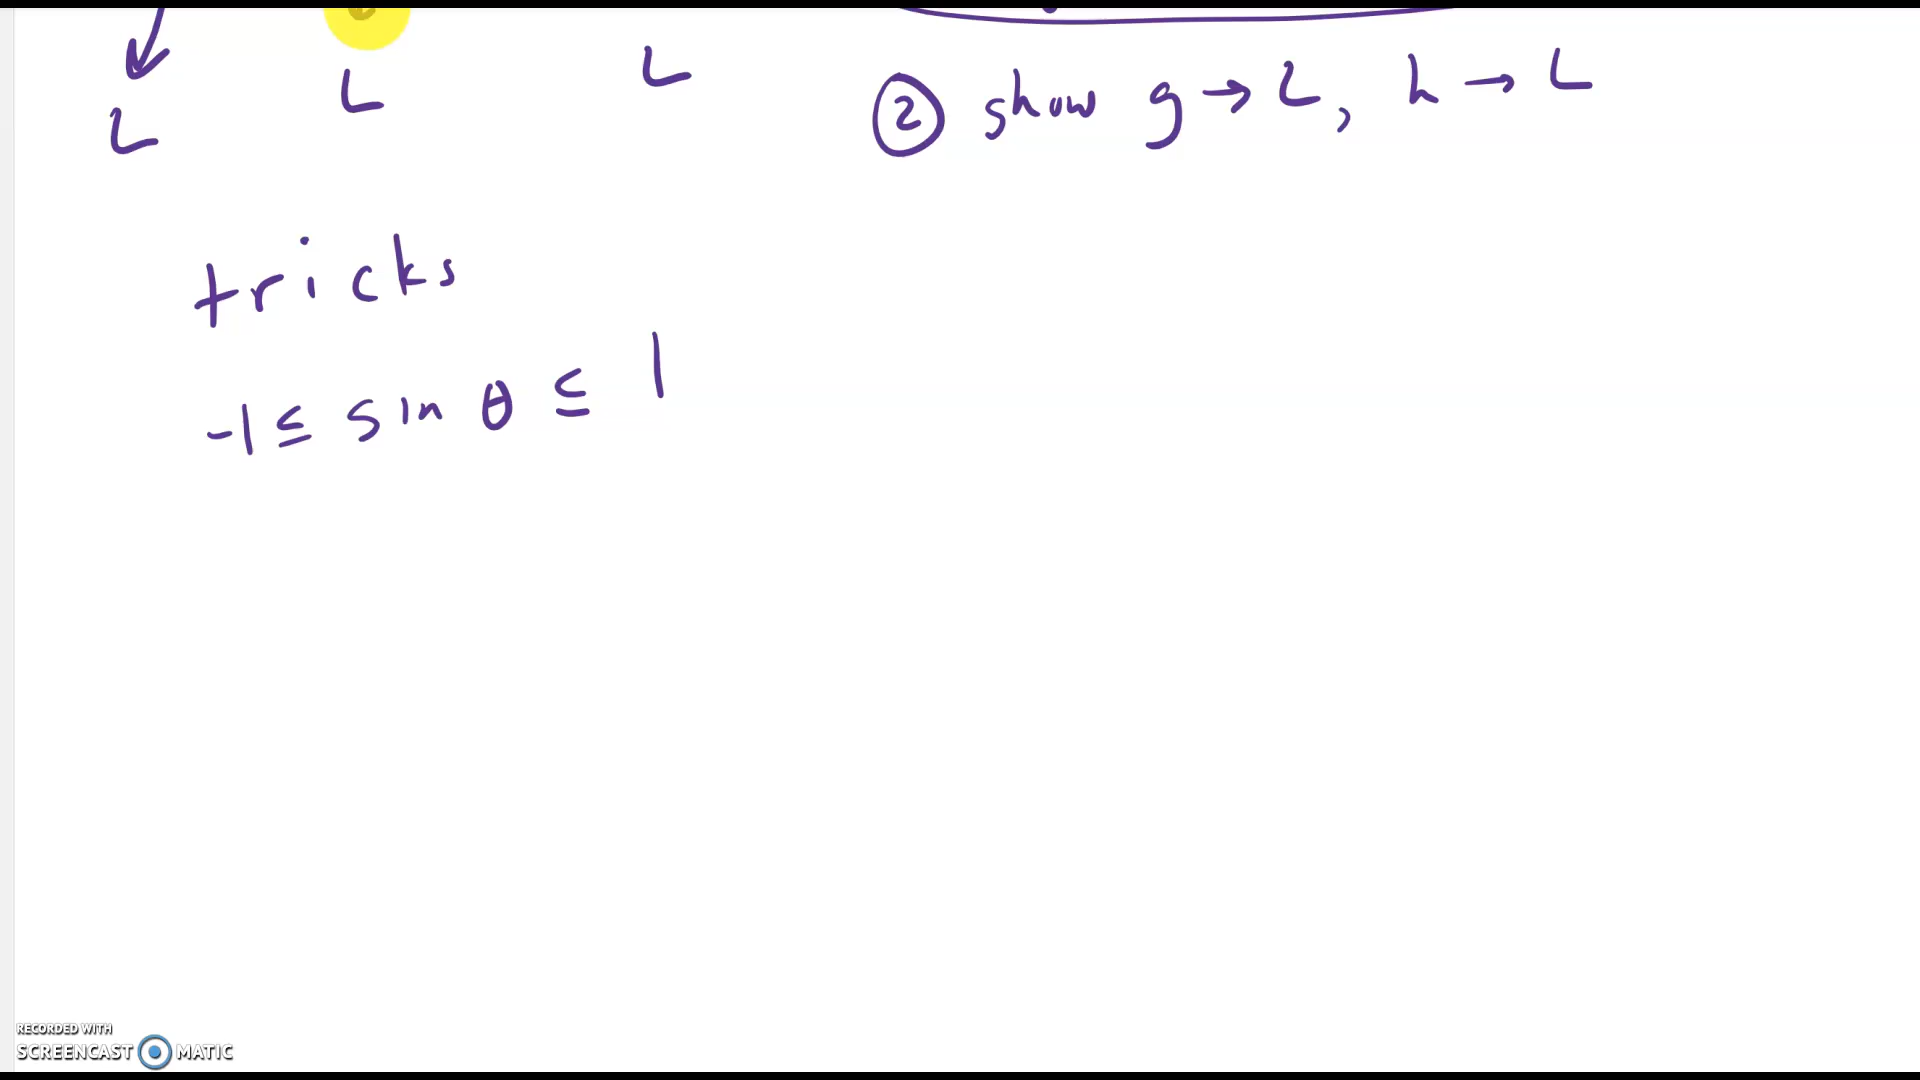 L L L
② show g → L, h → L
tricks
-1 ≤ sin θ ≤ 1
RECORDED WITH
SCREENCAST MATIC